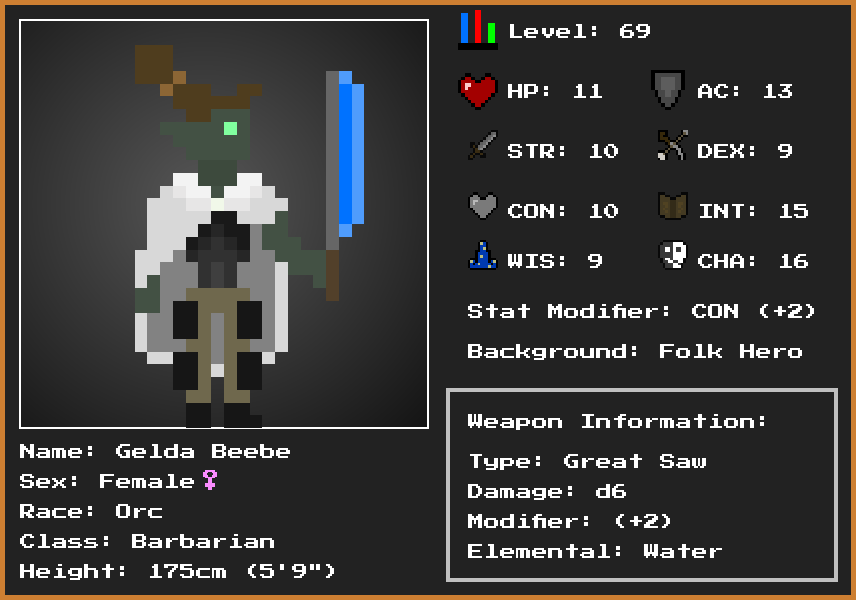 Level: 69
HP: 11 AC: 13
STR: 10 DEX: 9
CON: 10 INT: 15
WIS: 9 CHA: 16
Stat Modifier: CON (+2)
Background: Folk Hero
Weapon Information:
Type: Great Saw
Damage: d6
Modifier: (+2)
Elemental: Water
Name: Gelda Beebe
Sex: Female♀
Race: Orc
Class: Barbarian
Height: 175cm (5'9")